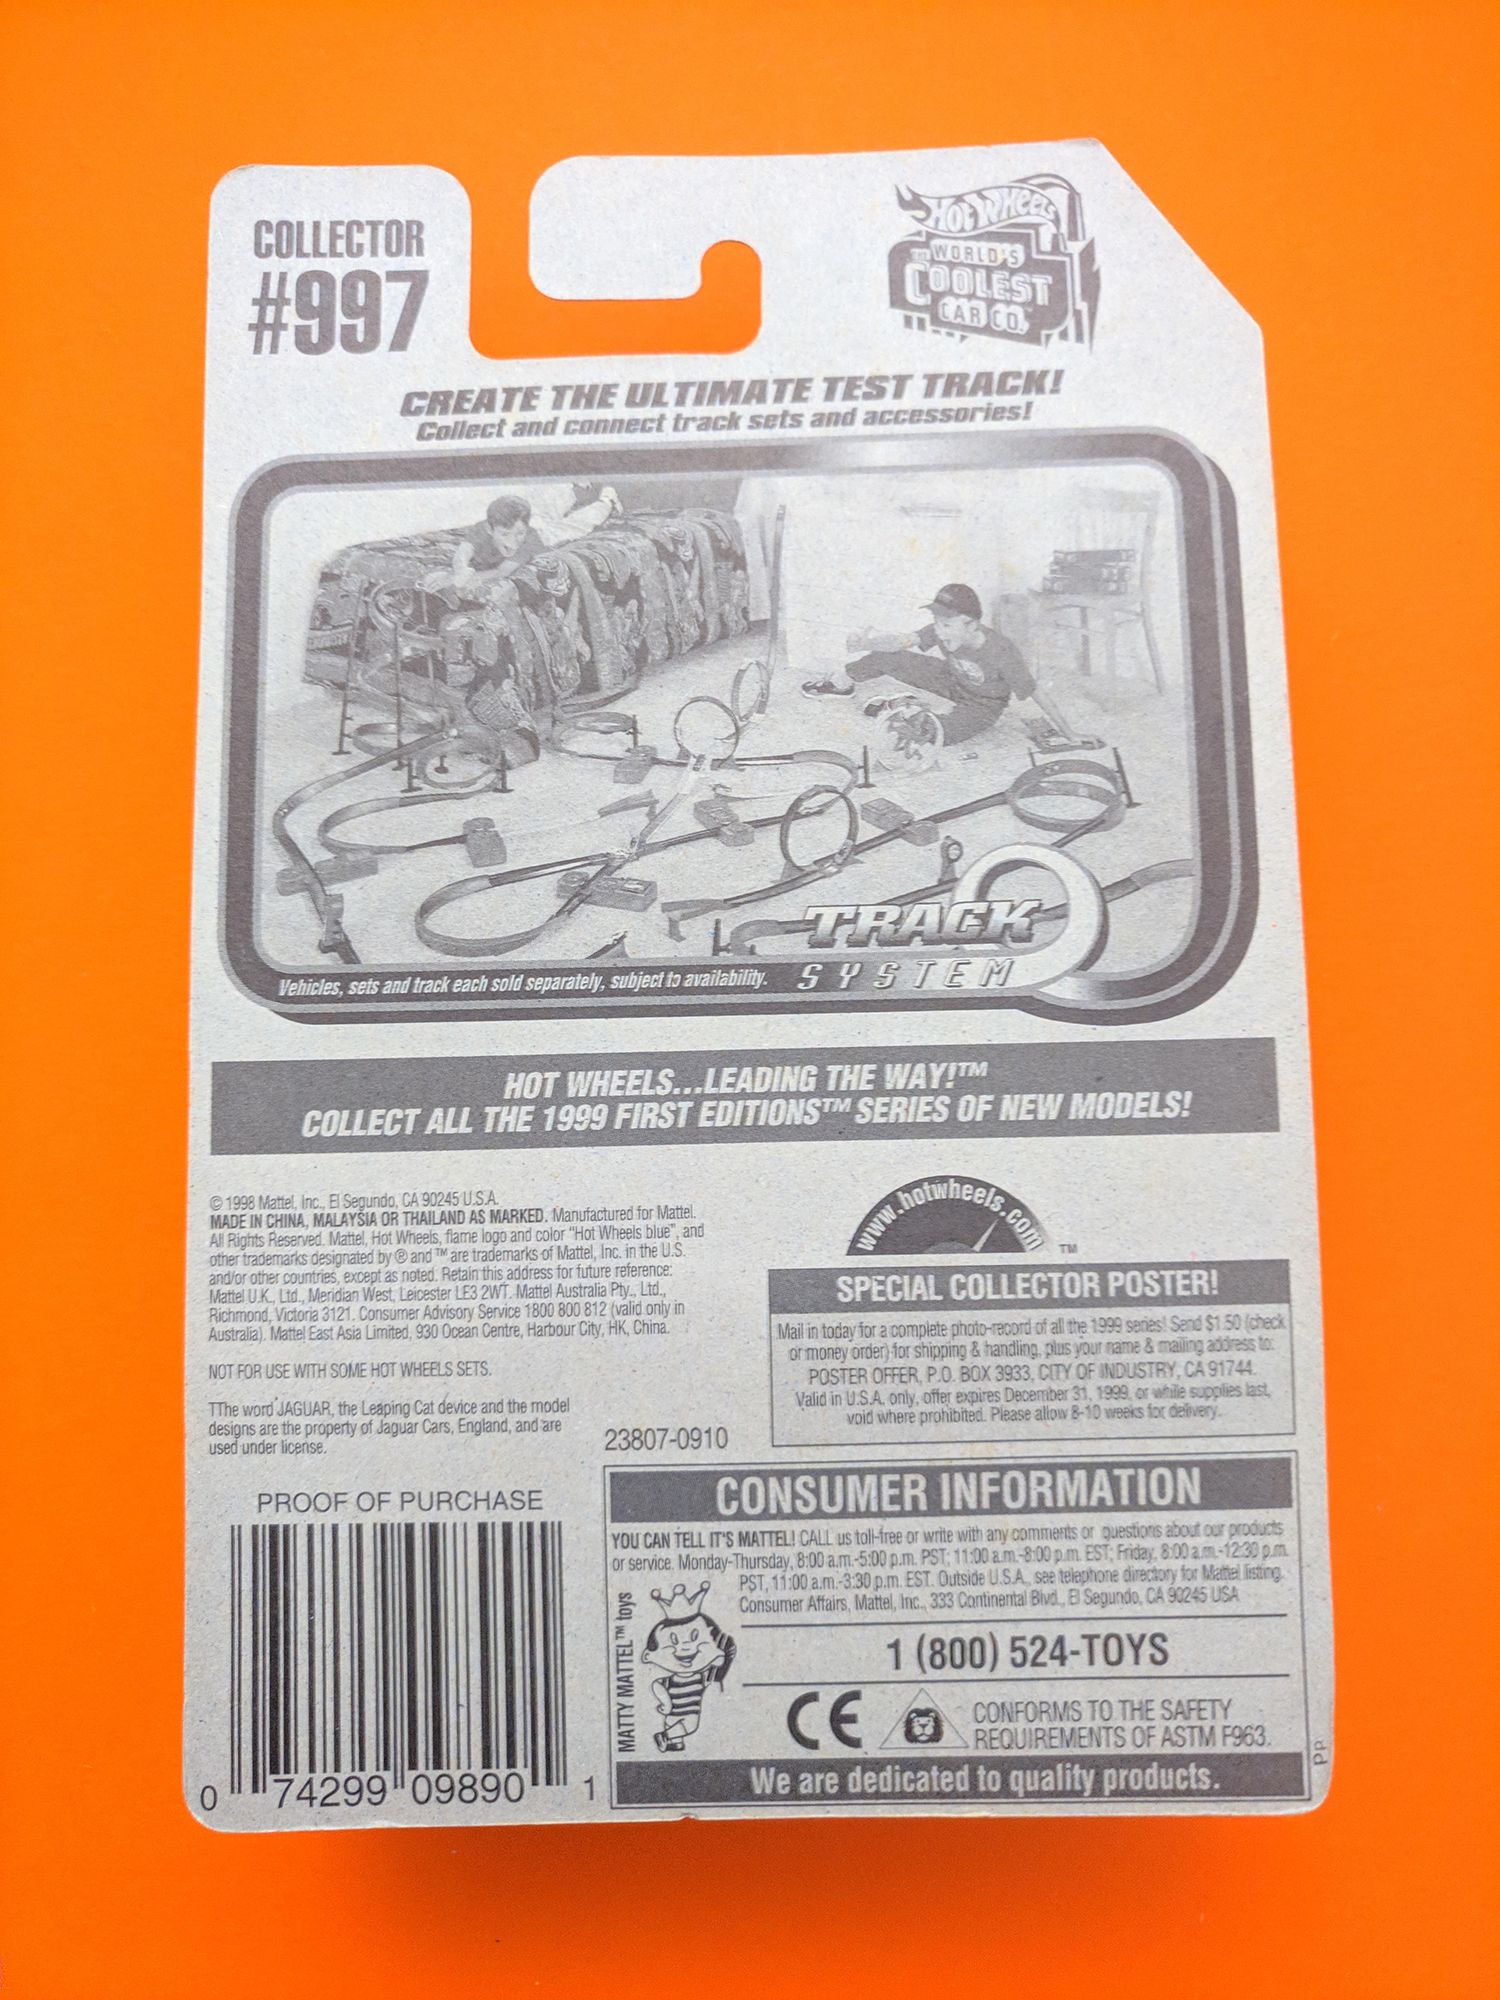 COLLECTOR
#997
HOT WHEELS
THE WORLD'S
COOLEST
CAR CO.™
CREATE THE ULTIMATE TEST TRACK!
Collect and connect track sets and accessories!
TRACK
SYSTEM
Vehicles, sets and track each sold separately, subject to availability.
HOT WHEELS...LEADING THE WAY!™
COLLECT ALL THE 1999 FIRST EDITIONS™ SERIES OF NEW MODELS!
© 1998 Mattel, Inc., El Segundo, CA 90245 U.S.A.
MADE IN CHINA, MALAYSIA OR THAILAND AS MARKED. Manufactured for Mattel.
All Rights Reserved. Mattel, Hot Wheels, flame logo and color "Hot Wheels blue", and
other trademarks designated by ® and ™ are trademarks of Mattel, Inc. in the U.S.
and/or other countries, except as noted. Retain this address for future reference:
Mattel U.K., Ltd., Meridian West, Leicester LE3 2WT. Mattel Australia Pty., Ltd.,
Richmond, Victoria 3121. Consumer Advisory Service 1800 800 812 (valid only in
Australia). Mattel East Asia Limited, 930 Ocean Centre, Harbour City, HK, China.
NOT FOR USE WITH SOME HOT WHEELS SETS.
TThe word JAGUAR, the Leaping Cat device and the model
designs are the property of Jaguar Cars, England, and are
used under license.
23807-0910
www.hotwheels.com
™
SPECIAL COLLECTOR POSTER!
Mail in today for a complete photo-record of all the 1999 series! Send $1.50 (check
or money order) for shipping & handling, plus your name & mailing address to:
POSTER OFFER, P.O. BOX 3933, CITY OF INDUSTRY, CA 91744.
Valid in U.S.A. only, offer expires December 31, 1999, or while supplies last,
void where prohibited. Please allow 8-10 weeks for delivery.
PROOF OF PURCHASE
0 74299 09890 1
CONSUMER INFORMATION
YOU CAN TELL IT'S MATTEL! CALL us toll-free or write with any comments or questions about our products
or service. Monday-Thursday, 8:00 a.m.-5:00 p.m. PST; 11:00 a.m.-8:00 p.m. EST; Friday, 8:00 a.m.-12:30 p.m.
PST, 11:00 a.m.-3:30 p.m. EST. Outside U.S.A., see telephone directory for Mattel listing.
Consumer Affairs, Mattel, Inc., 333 Continental Blvd., El Segundo, CA 90245 USA
MATTY MATTEL™ toys
1 (800) 524-TOYS
CE
CONFORMS TO THE SAFETY
REQUIREMENTS OF ASTM F963.
We are dedicated to quality products.
PP